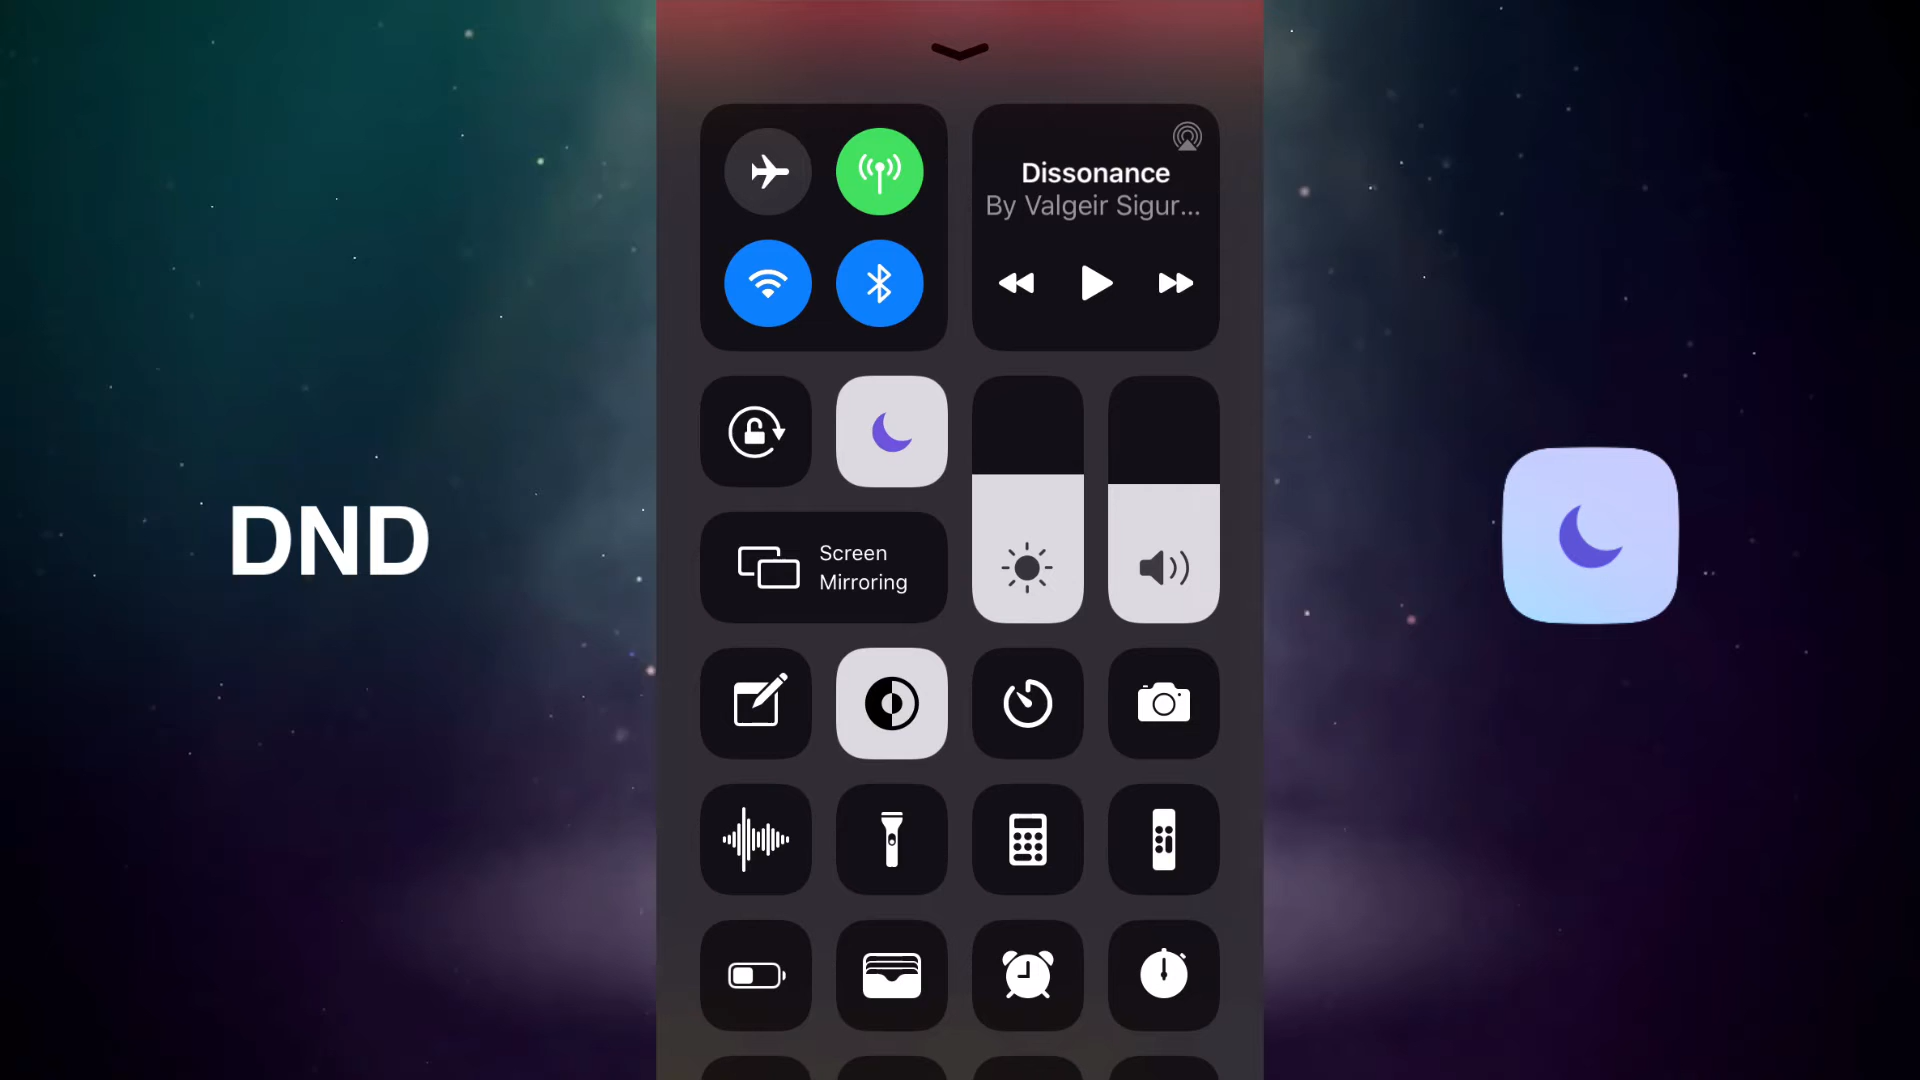 Dissonance
By Valgeir Sigur...
DND
Screen
Mirroring